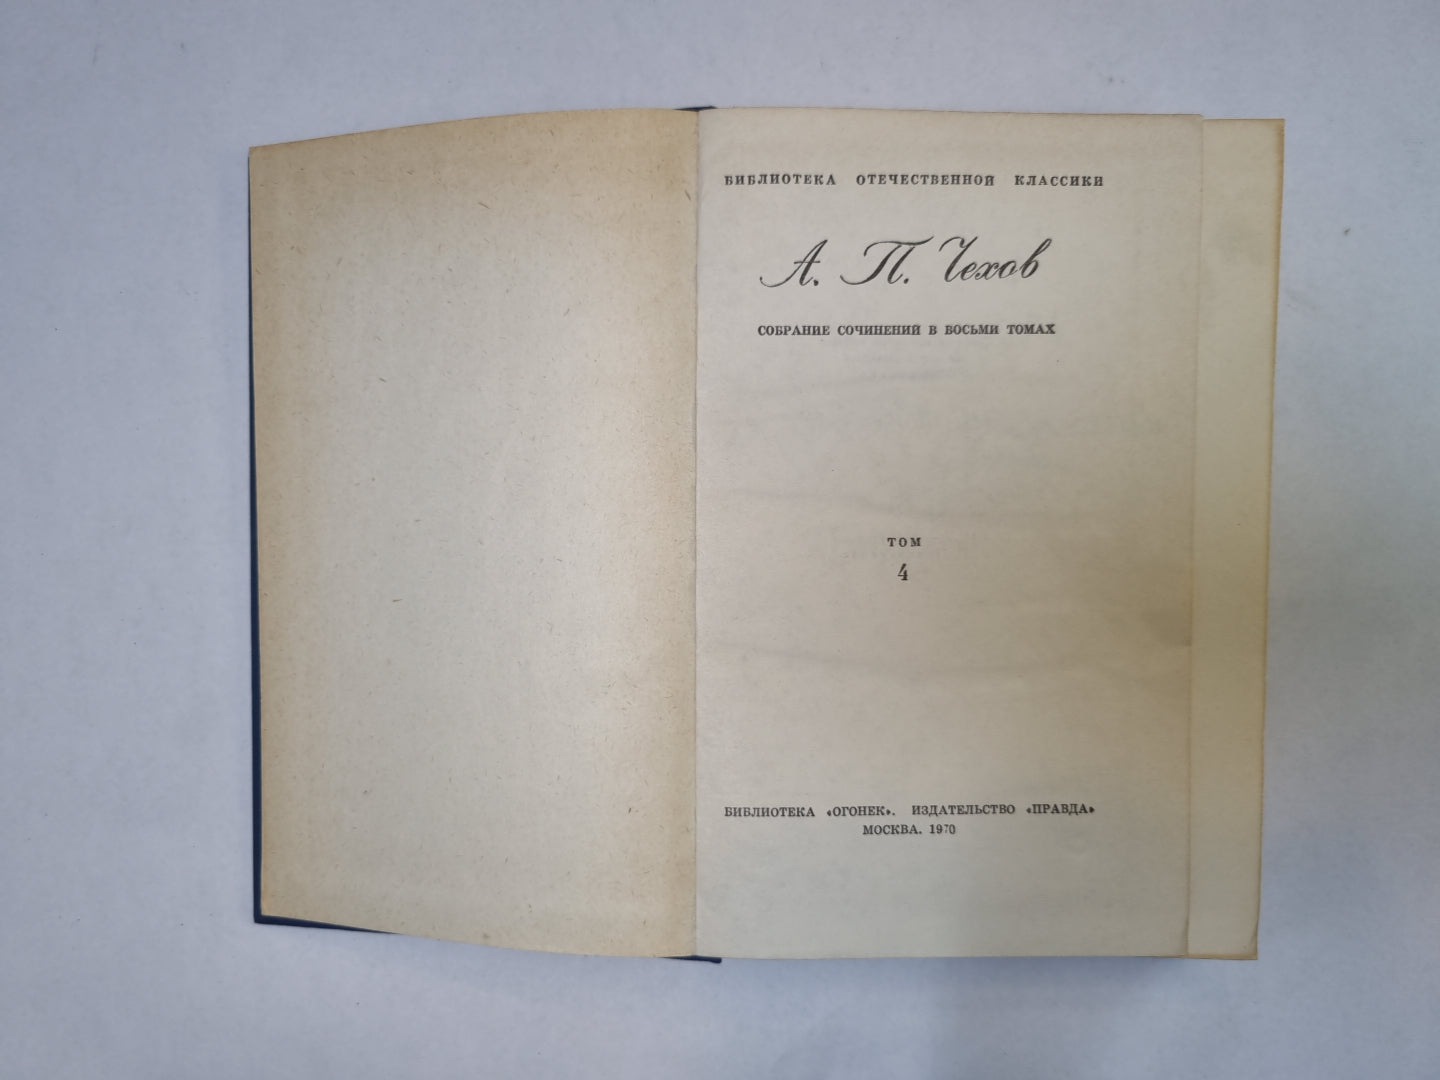 БИБЛИОТЕКА ОТЕЧЕСТВЕННОЙ КЛАССИКИ
А. П. Чехов
СОБРАНИЕ СОЧИНЕНИЙ В ВОСЬМИ ТОМАХ
ТОМ
4
БИБЛИОТЕКА «ОГОНЕК». ИЗДАТЕЛЬСТВО «ПРАВДА»
МОСКВА. 1970